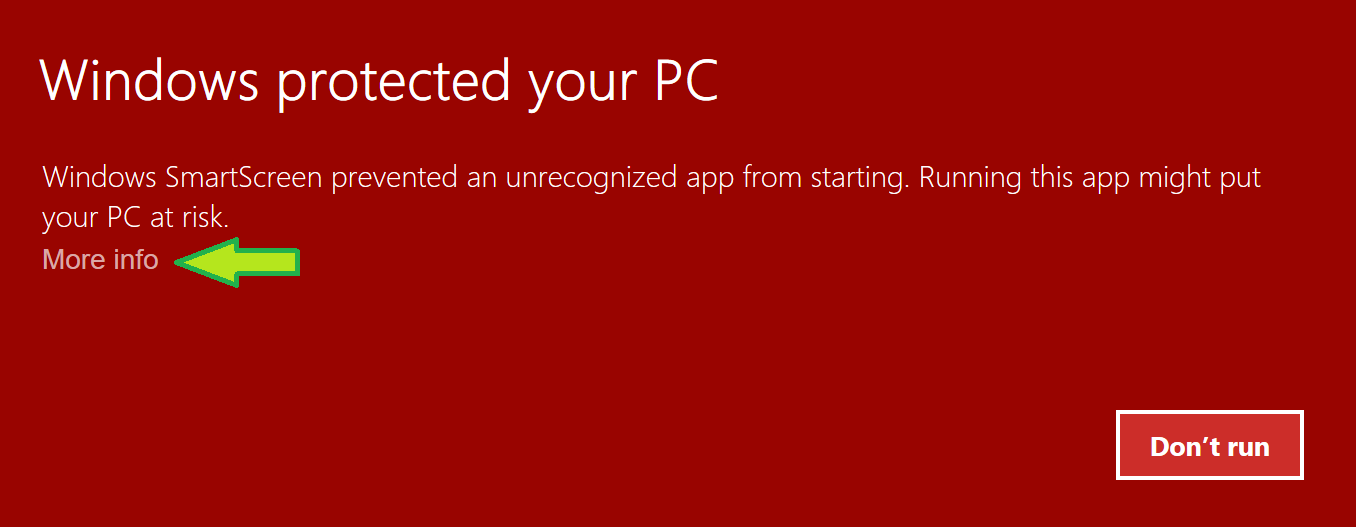 Windows protected your PC
Windows SmartScreen prevented an unrecognized app from starting. Running this app might put
your PC at risk.
More info
Don’t run